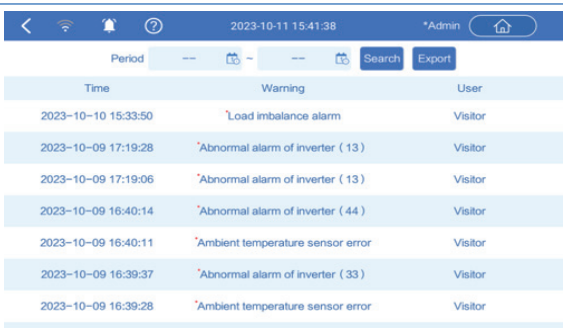 2023-10-11 15:41:38 *Admin
Period -- ~ -- Search Export
Time Warning User
2023-10-10 15:33:50 *Load imbalance alarm Visitor
2023-10-09 17:19:28 *Abnormal alarm of inverter（13） Visitor
2023-10-09 17:19:06 *Abnormal alarm of inverter（13） Visitor
2023-10-09 16:40:14 *Abnormal alarm of inverter（44） Visitor
2023-10-09 16:40:11 *Ambient temperature sensor error Visitor
2023-10-09 16:39:37 *Abnormal alarm of inverter（33） Visitor
2023-10-09 16:39:28 *Ambient temperature sensor error Visitor